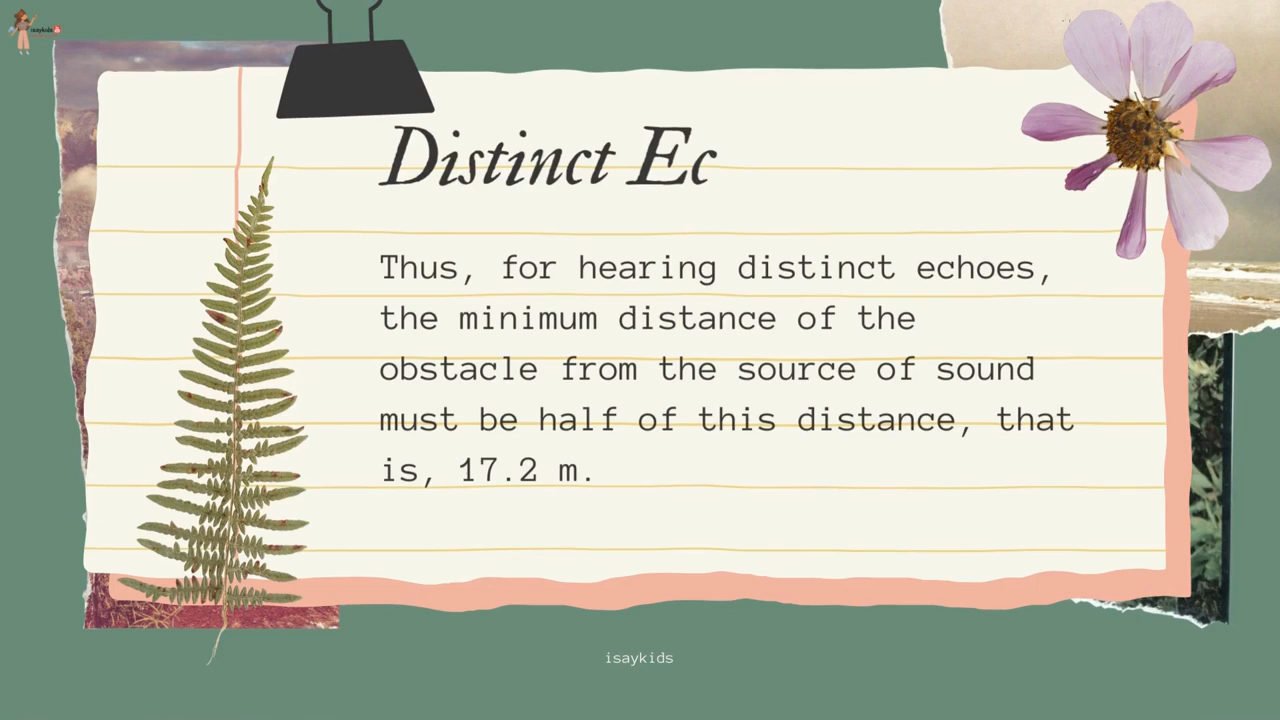 isaykids
Distinct Ec
Thus, for hearing distinct echoes,
the minimum distance of the
obstacle from the source of sound
must be half of this distance, that
is, 17.2 m.
isaykids